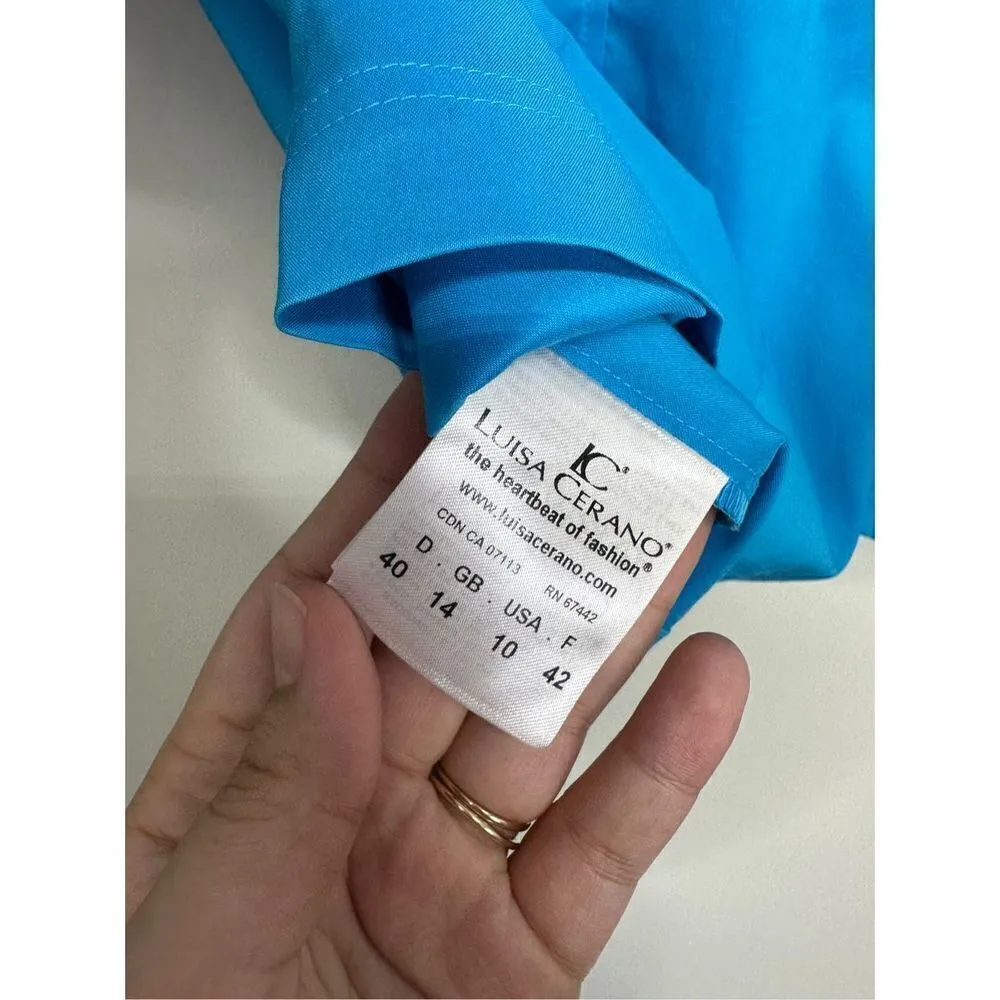 LC®
LUISA CERANO®
the heartbeat of fashion®
www.luisacerano.com
CDN CA 07113 RN 67442
D . GB . USA . F
40 14 10 42